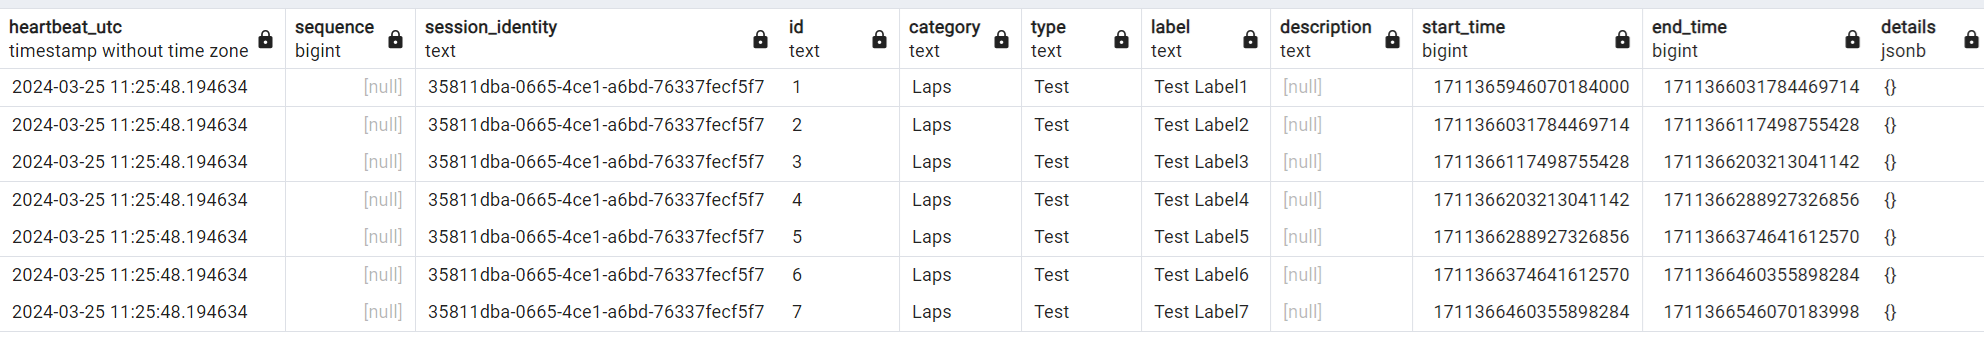 heartbeat_utc sequence session_identity id category type label description start_time end_time details
timestamp without time zone bigint text text text text text text bigint bigint jsonb
2024-03-25 11:25:48.194634 [null] 35811dba-0665-4ce1-a6bd-76337fecf5f7 1 Laps Test Test Label1 [null] 1711365946070184000 1711366031784469714 {}
2024-03-25 11:25:48.194634 [null] 35811dba-0665-4ce1-a6bd-76337fecf5f7 2 Laps Test Test Label2 [null] 1711366031784469714 1711366117498755428 {}
2024-03-25 11:25:48.194634 [null] 35811dba-0665-4ce1-a6bd-76337fecf5f7 3 Laps Test Test Label3 [null] 1711366117498755428 1711366203213041142 {}
2024-03-25 11:25:48.194634 [null] 35811dba-0665-4ce1-a6bd-76337fecf5f7 4 Laps Test Test Label4 [null] 1711366203213041142 1711366288927326856 {}
2024-03-25 11:25:48.194634 [null] 35811dba-0665-4ce1-a6bd-76337fecf5f7 5 Laps Test Test Label5 [null] 1711366288927326856 1711366374641612570 {}
2024-03-25 11:25:48.194634 [null] 35811dba-0665-4ce1-a6bd-76337fecf5f7 6 Laps Test Test Label6 [null] 1711366374641612570 1711366460355898284 {}
2024-03-25 11:25:48.194634 [null] 35811dba-0665-4ce1-a6bd-76337fecf5f7 7 Laps Test Test Label7 [null] 1711366460355898284 1711366546070183998 {}